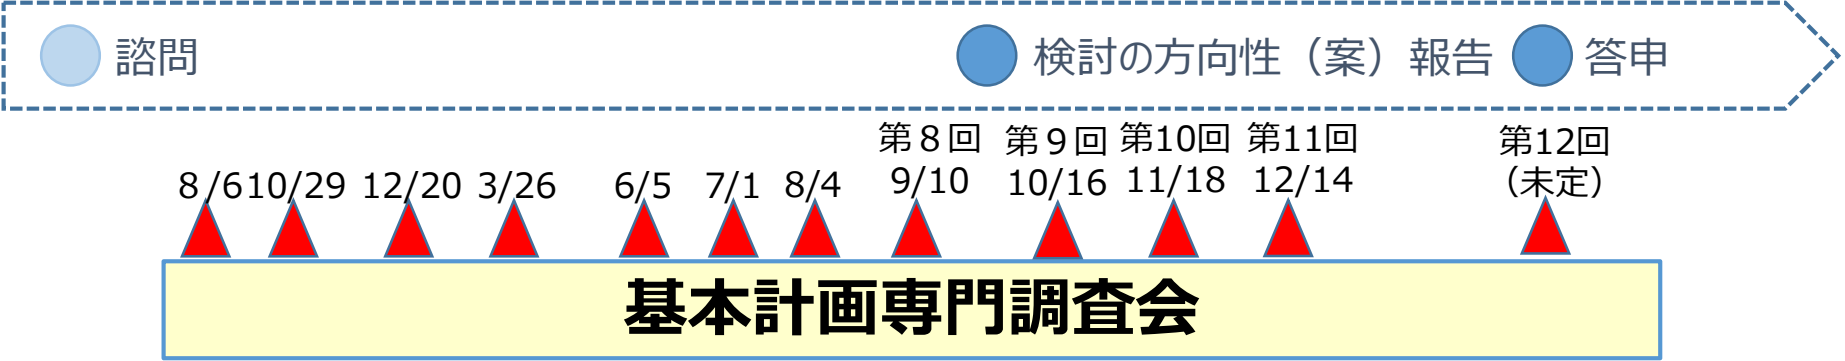 諮問
検討の方向性（案）報告
答申
８/6
10/29
12/20
3/26
6/5
7/1
8/4
第８回
9/10
第９回
10/16
第10回
11/18
第11回
12/14
第12回
（未定）
基本計画専門調査会